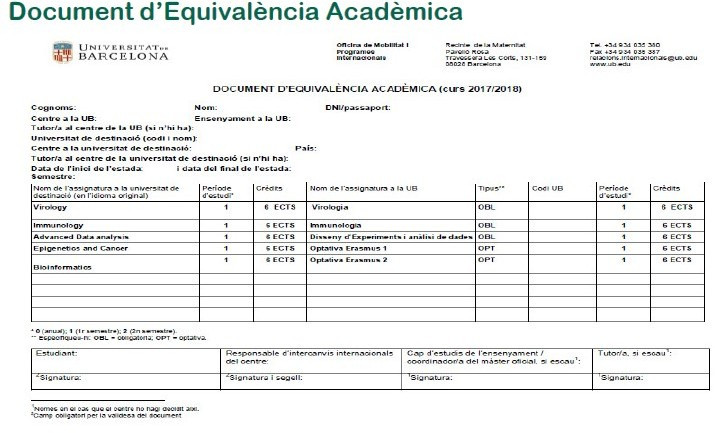 Document d'Equivalència Acadèmica
UNIVERSITAT DE
BARCELONA
Oficina de Mobilitat i
Programes
Internacionals
Recinte de la Maternitat
Pavelló Rosa
Travessera Les Corts, 131-159
08028 Barcelona
Tel. +34 934 035 380
Fax +34 934 035 387
relacions.internacionals@ub.edu
www.ub.edu
DOCUMENT D'EQUIVALÈNCIA ACADÈMICA (curs 2017/2018)
Cognoms: Nom: DNI/passaport:
Centre a la UB: Ensenyament a la UB:
Tutor/a al centre de la UB (si n'hi ha):
Universitat de destinació (codi i nom):
Centre a la universitat de destinació: País:
Tutor/a al centre de la universitat de destinació (si n'hi ha):
Data de l'inici de l'estada: i data del final de l'estada:
Semestre:
Nom de l'assignatura a la universitat de destinació (en l'idioma original) Període d'estudi* Crèdits Nom de l'assignatura a la UB Tipus** Codi UB Període d'estudi* Crèdits
Virology 1 6 ECTS Virologia OBL 1 6 ECTS
Immunology 1 6 ECTS Immunologia OBL 1 6 ECTS
Advanced Data analysis 1 6 ECTS Disseny d'Experiments i anàlisi de dades OBL 1 6 ECTS
Epigenetics and Cancer 1 6 ECTS Optativa Erasmus 1 OPT 1 6 ECTS
Bioinformatics 1 6 ECTS Optativa Erasmus 2 OPT 1 6 ECTS
* 0 (anual); 1 (1r semestre); 2 (2n semestre).
** Especifiqueu-hi: OBL = obligatòria; OPT = optativa.
Estudiant: Responsable d'intercanvis internacionals del centre: Cap d'estudis de l'ensenyament / coordinador/a del màster oficial, si escau¹: Tutor/a, si escau¹:
²Signatura: ²Signatura i segell: ¹Signatura: ¹Signatura:
¹Només en el cas que el centre ho hagi decidit així.
²Camp obligatori per la validesa del document